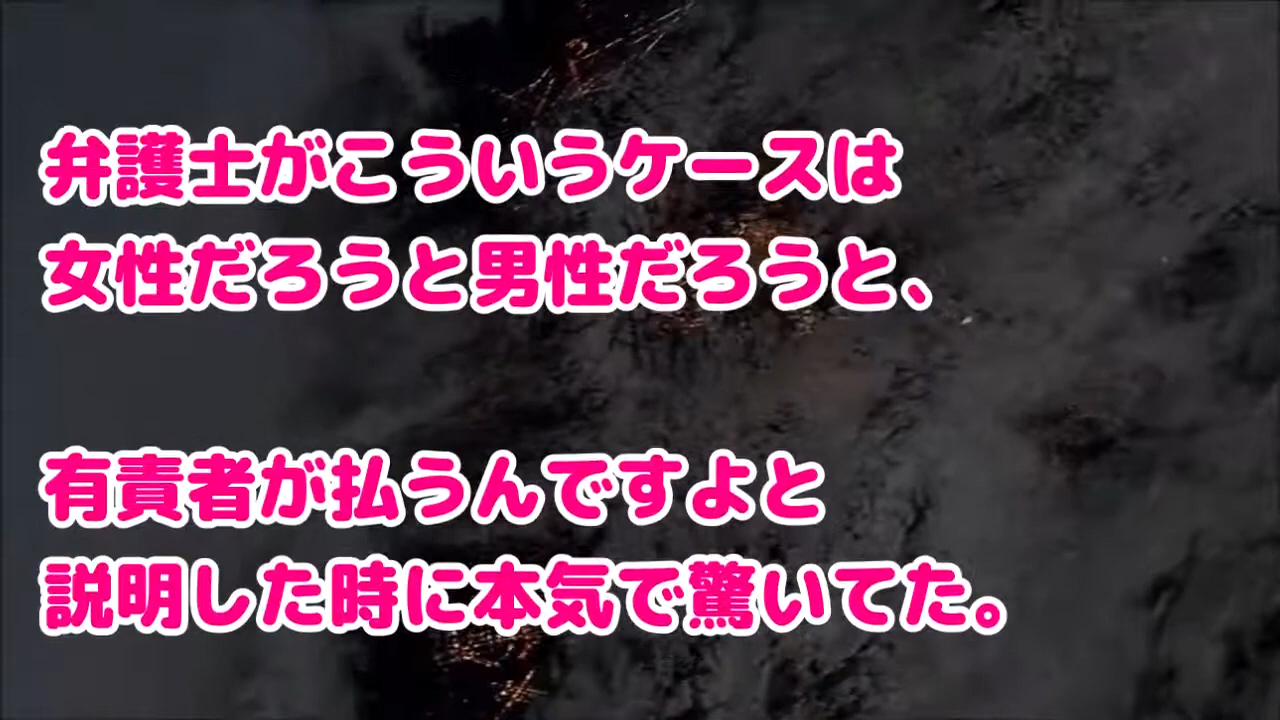 弁護士がこういうケースは
女性だろうと男性だろうと、
有責者が払うんですよと
説明した時に本気で驚いてた。